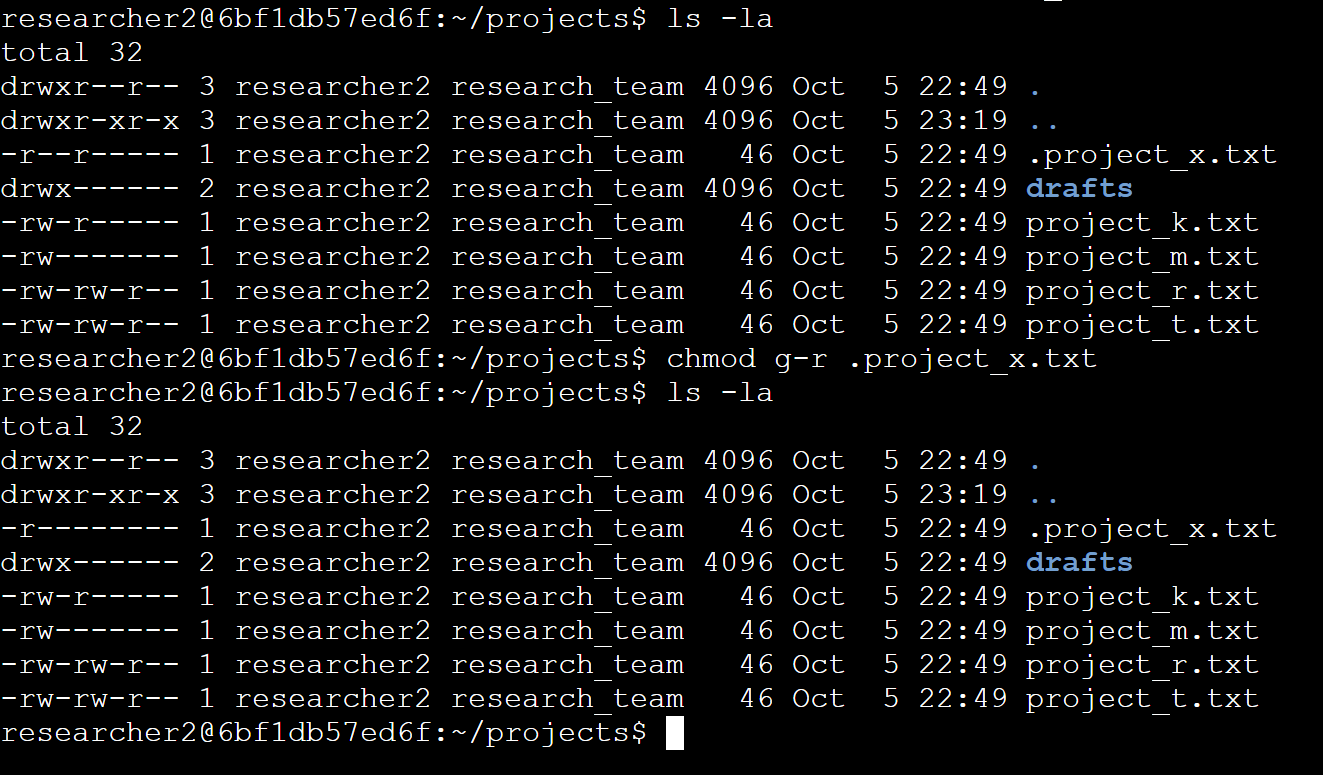 researcher2@6bf1db57ed6f:~/projects$ ls -la
total 32
drwxr--r-- 3 researcher2 research_team 4096 Oct  5 22:49 .
drwxr-xr-x 3 researcher2 research_team 4096 Oct  5 23:19 ..
-r--r----- 1 researcher2 research_team   46 Oct  5 22:49 .project_x.txt
drwx------ 2 researcher2 research_team 4096 Oct  5 22:49 drafts
-rw-r----- 1 researcher2 research_team   46 Oct  5 22:49 project_k.txt
-rw------- 1 researcher2 research_team   46 Oct  5 22:49 project_m.txt
-rw-rw-r-- 1 researcher2 research_team   46 Oct  5 22:49 project_r.txt
-rw-rw-r-- 1 researcher2 research_team   46 Oct  5 22:49 project_t.txt
researcher2@6bf1db57ed6f:~/projects$ chmod g-r .project_x.txt
researcher2@6bf1db57ed6f:~/projects$ ls -la
total 32
drwxr--r-- 3 researcher2 research_team 4096 Oct  5 22:49 .
drwxr-xr-x 3 researcher2 research_team 4096 Oct  5 23:19 ..
-r-------- 1 researcher2 research_team   46 Oct  5 22:49 .project_x.txt
drwx------ 2 researcher2 research_team 4096 Oct  5 22:49 drafts
-rw-r----- 1 researcher2 research_team   46 Oct  5 22:49 project_k.txt
-rw------- 1 researcher2 research_team   46 Oct  5 22:49 project_m.txt
-rw-rw-r-- 1 researcher2 research_team   46 Oct  5 22:49 project_r.txt
-rw-rw-r-- 1 researcher2 research_team   46 Oct  5 22:49 project_t.txt
researcher2@6bf1db57ed6f:~/projects$